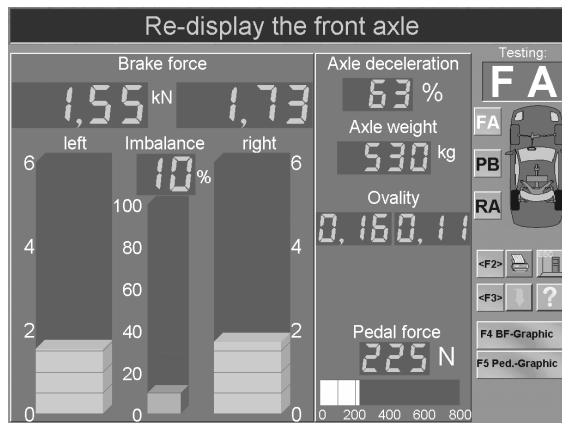 Re-display the front axle
Brake force
1,55 kN 1,73
left Imbalance right
10 %
6 6
100
4 80 4
60
2 40 2
20
0 0 0
Axle deceleration
63 %
Axle weight
530 kg
Ovality
0,16 0,11
Pedal force
225 N
0 200 400 600 800
Testing:
F A
FA
PB
RA
<F2>
<F3> ?
F4 BF-Graphic
F5 Ped.-Graphic